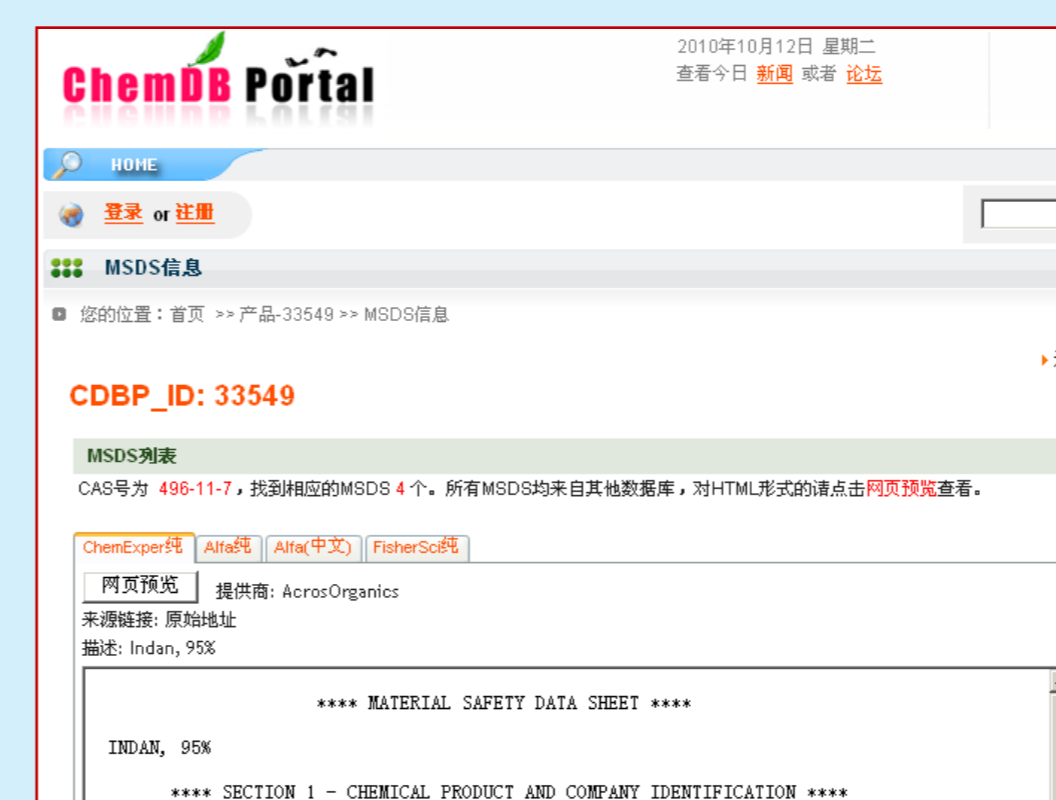 ChemDB Portal
2010年10月12日 星期二
查看今日 新闻 或者 论坛
HOME
登录 or 注册
MSDS信息
您的位置：首页 >> 产品-33549 >> MSDS信息
CDBP_ID: 33549
MSDS列表
CAS号为 496-11-7，找到相应的MSDS 4 个。所有MSDS均来自其他数据库，对HTML形式的请点击网页预览查看。
ChemExper纯 Alfa纯 Alfa(中文) FisherSci纯
网页预览 提供商: AcrosOrganics
来源链接: 原始地址
描述: Indan, 95%
**** MATERIAL SAFETY DATA SHEET ****
INDAN, 95%
**** SECTION 1 - CHEMICAL PRODUCT AND COMPANY IDENTIFICATION ****